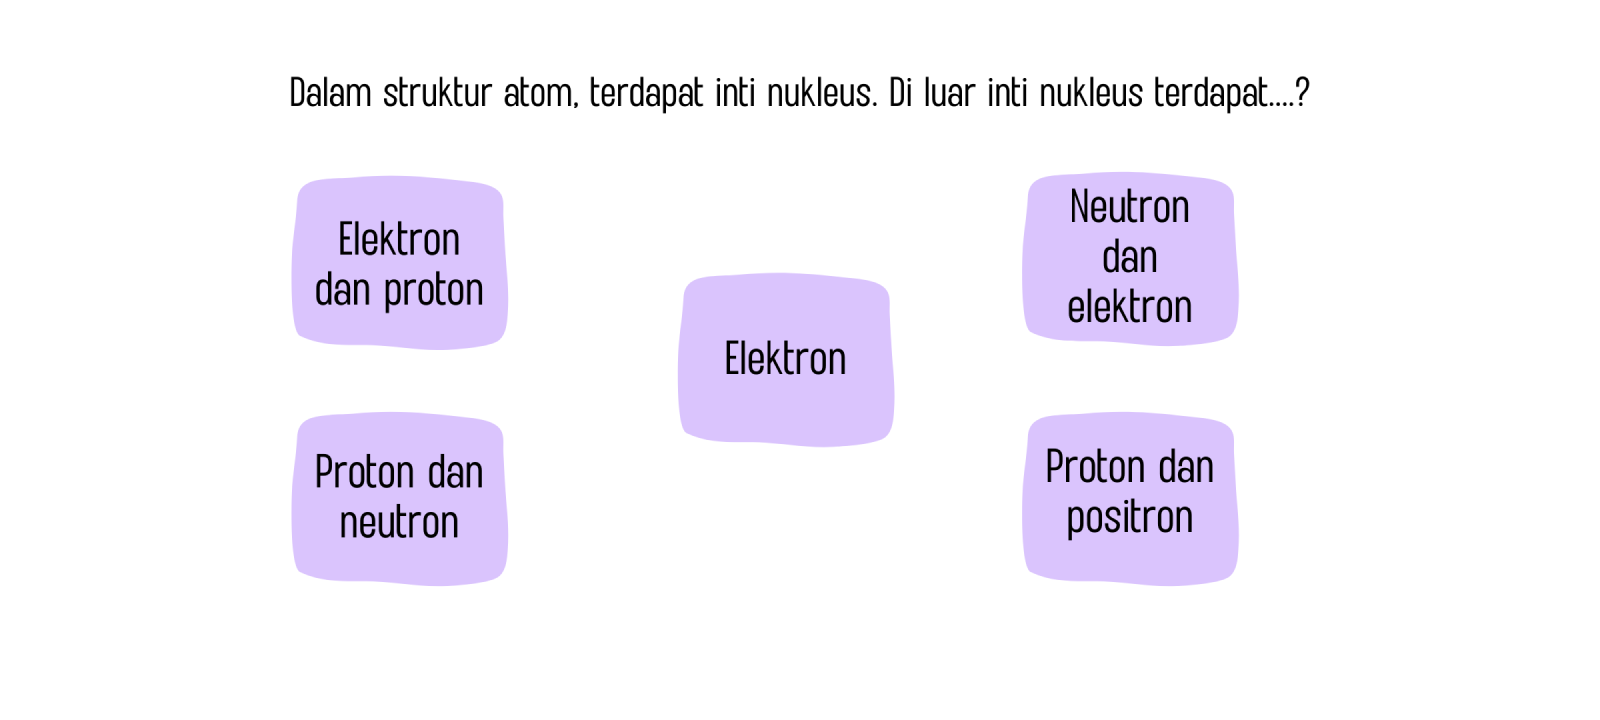 Dalam struktur atom, terdapat inti nukleus. Di luar inti nukleus terdapat....?
Elektron
dan proton
Neutron
dan
elektron
Elektron
Proton dan
neutron
Proton dan
positron